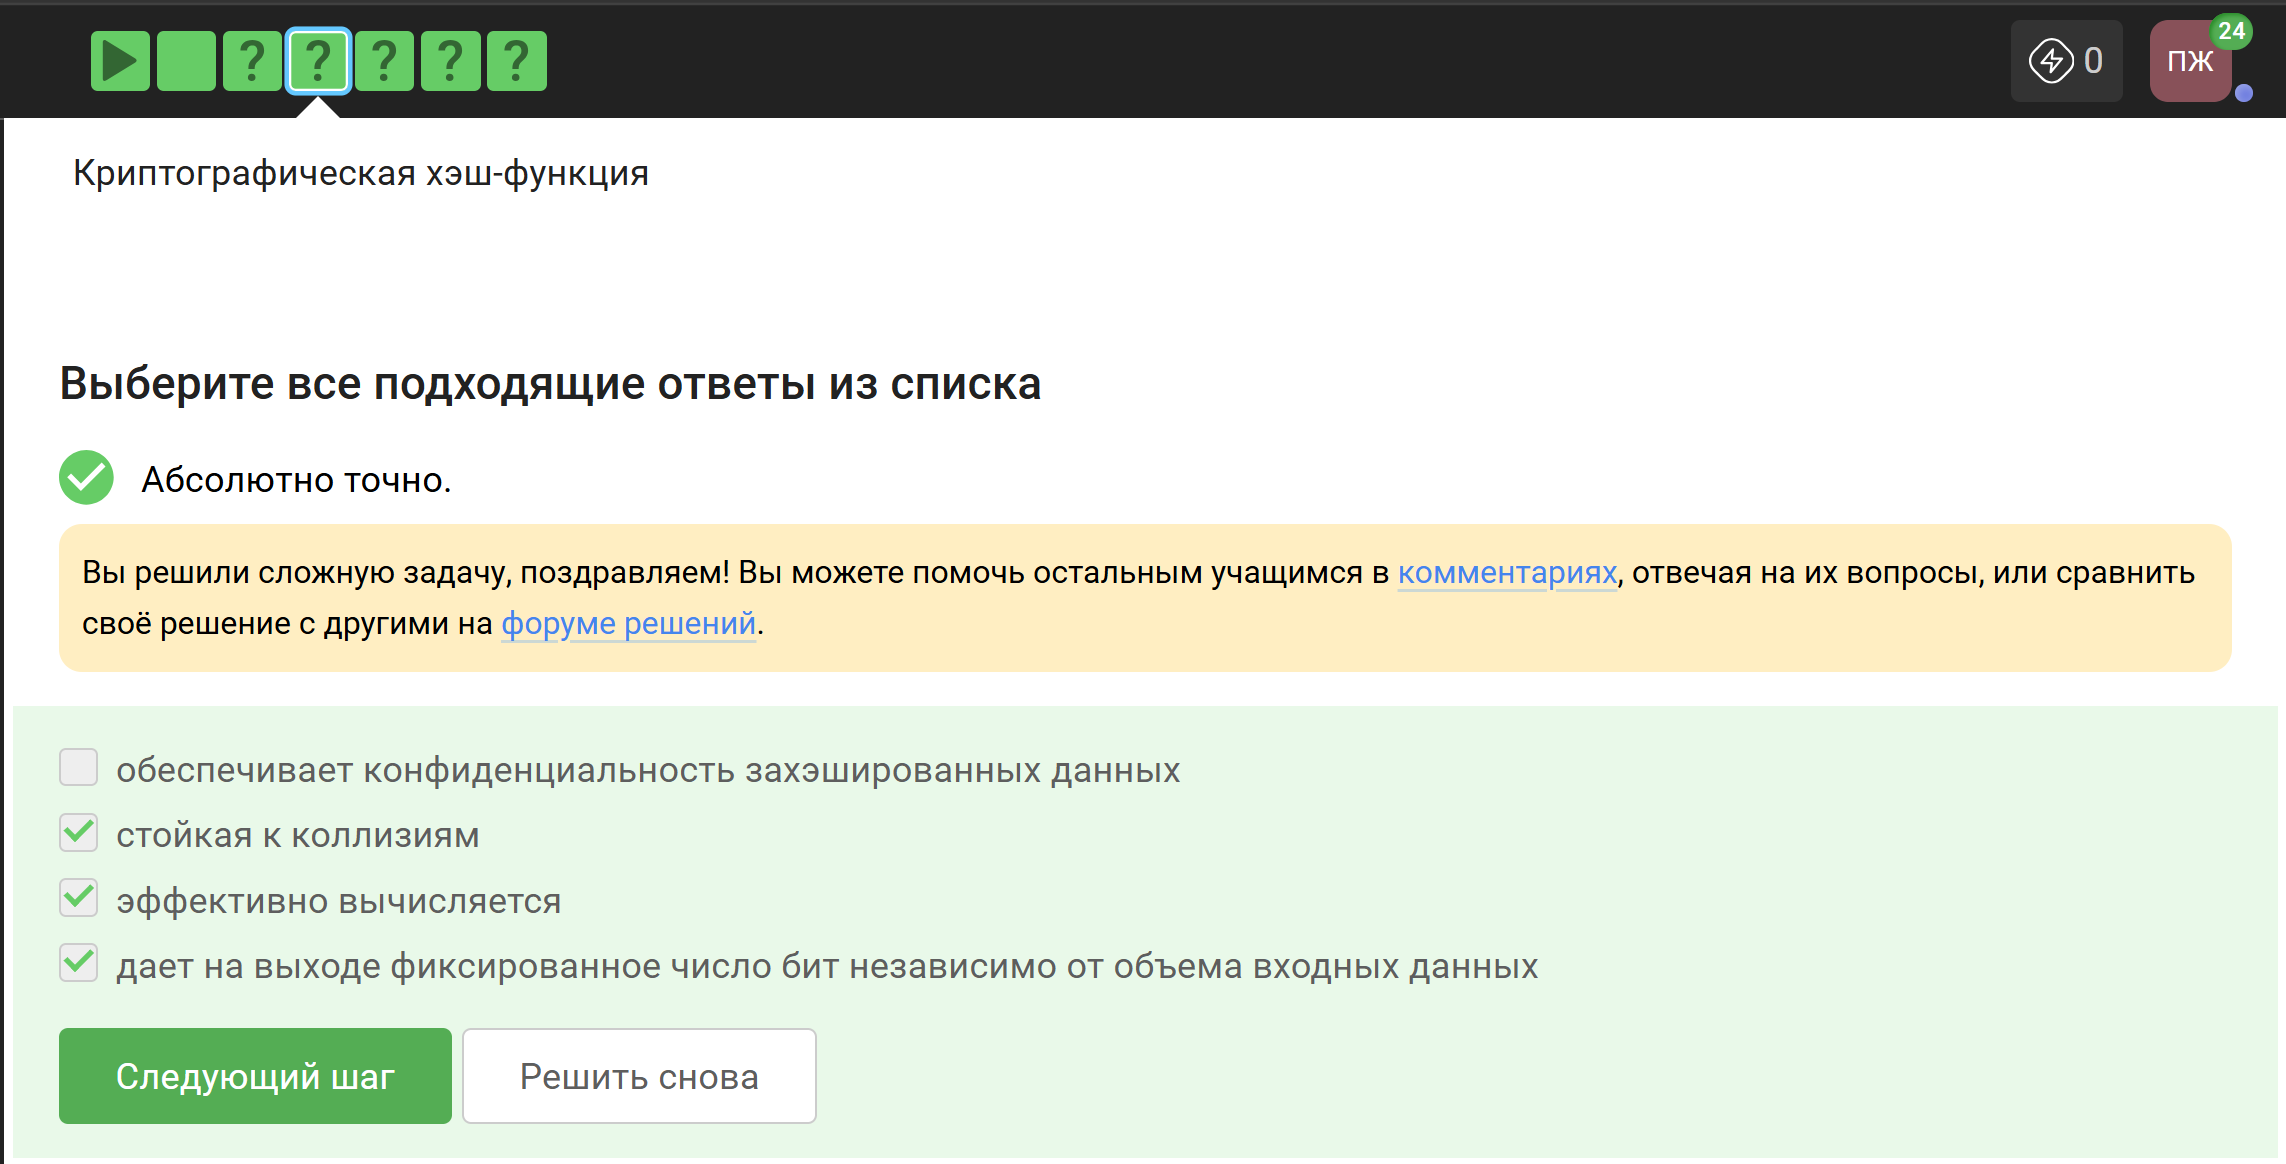 ? ? ? ? ?
0
ПЖ
24
Криптографическая хэш-функция
Выберите все подходящие ответы из списка
Абсолютно точно.
Вы решили сложную задачу, поздравляем! Вы можете помочь остальным учащимся в комментариях, отвечая на их вопросы, или сравнить
своё решение с другими на форуме решений.
обеспечивает конфиденциальность захэшированных данных
стойкая к коллизиям
эффективно вычисляется
дает на выходе фиксированное число бит независимо от объема входных данных
Следующий шаг
Решить снова